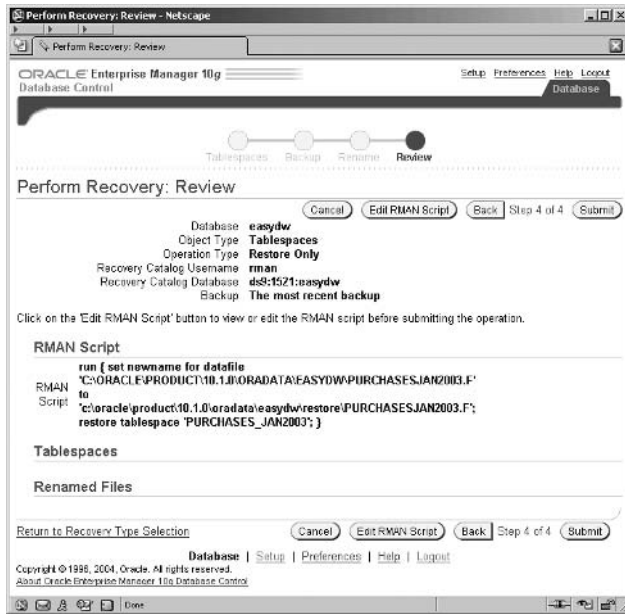 Perform Recovery: Review - Netscape
Perform Recovery: Review
ORACLE Enterprise Manager 10g
Database Control
Setup Preferences Help Logout
Database
Tablespaces Backup Rename Review
Perform Recovery: Review
Cancel Edit RMAN Script Back Step 4 of 4 Submit
Database easydw
Object Type Tablespaces
Operation Type Restore Only
Recovery Catalog Username rman
Recovery Catalog Database ds9:1521:easydw
Backup The most recent backup
Click on the 'Edit RMAN Script' button to view or edit the RMAN script before submitting the operation.
RMAN Script
RMAN Script
run { set newname for datafile
'C:\ORACLE\PRODUCT\10.1.0\ORADATA\EASYDW\PURCHASESJAN2003.F'
to
'c:\oracle\product\10.1.0\oradata\easydw\restore\PURCHASESJAN2003.F';
restore tablespace 'PURCHASES_JAN2003'; }
Tablespaces
Renamed Files
Return to Recovery Type Selection
Cancel Edit RMAN Script Back Step 4 of 4 Submit
Database | Setup | Preferences | Help | Logout
Copyright © 1996, 2004, Oracle. All rights reserved.
About Oracle Enterprise Manager 10g Database Control
Done